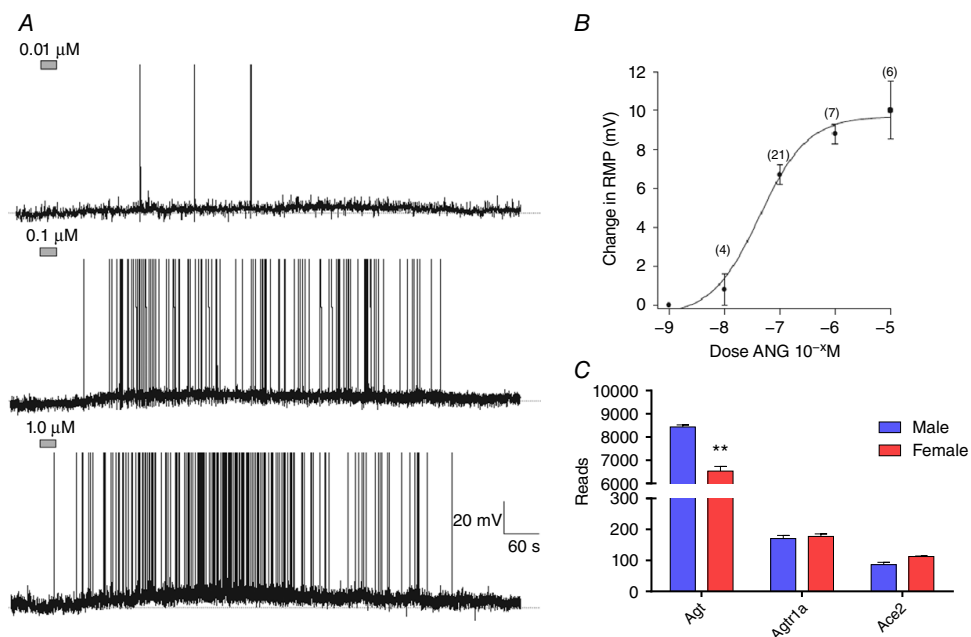 A
0.01 µM
0.1 µM
1.0 µM
20 mV
60 s
B
12
10
8
6
4
2
0
(4)
(21)
(7)
(6)
Change in RMP (mV)
−9 −8 −7 −6 −5
Dose ANG 10⁻ˣM
C
10000
9000
8000
7000
6000
300
200
100
0
Reads
**
Male
Female
Agt
Agtr1a
Ace2